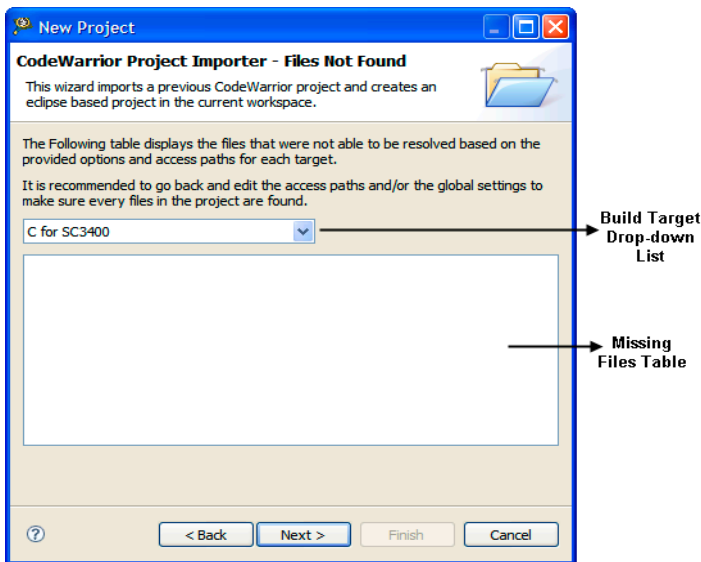 New Project
CodeWarrior Project Importer - Files Not Found
This wizard imports a previous CodeWarrior project and creates an
eclipse based project in the current workspace.
The Following table displays the files that were not able to be resolved based on the
provided options and access paths for each target.
It is recommended to go back and edit the access paths and/or the global settings to
make sure every files in the project are found.
C for SC3400
Build Target
Drop-down
List
Missing
Files Table
?
< Back
Next >
Finish
Cancel